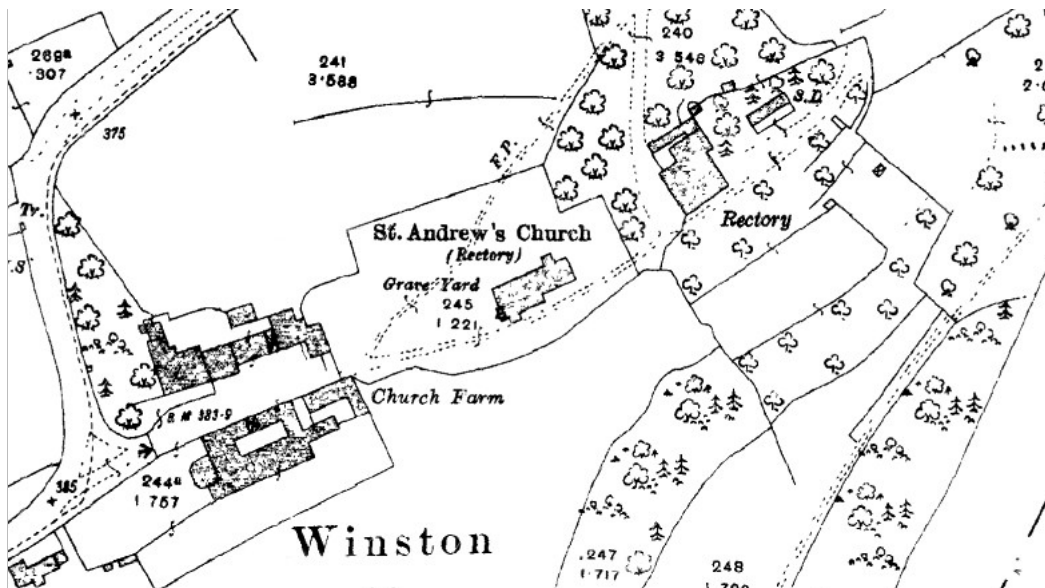 269a
·307
241
3·588
240
3·548
S.D.
375
F.P.
Tr.
S
St. Andrew's Church
(Rectory)
Grave Yard
245
1·221
Rectory
Church Farm
B.M. 383·9
385
244a
1·757
Winston
247
1·717
248